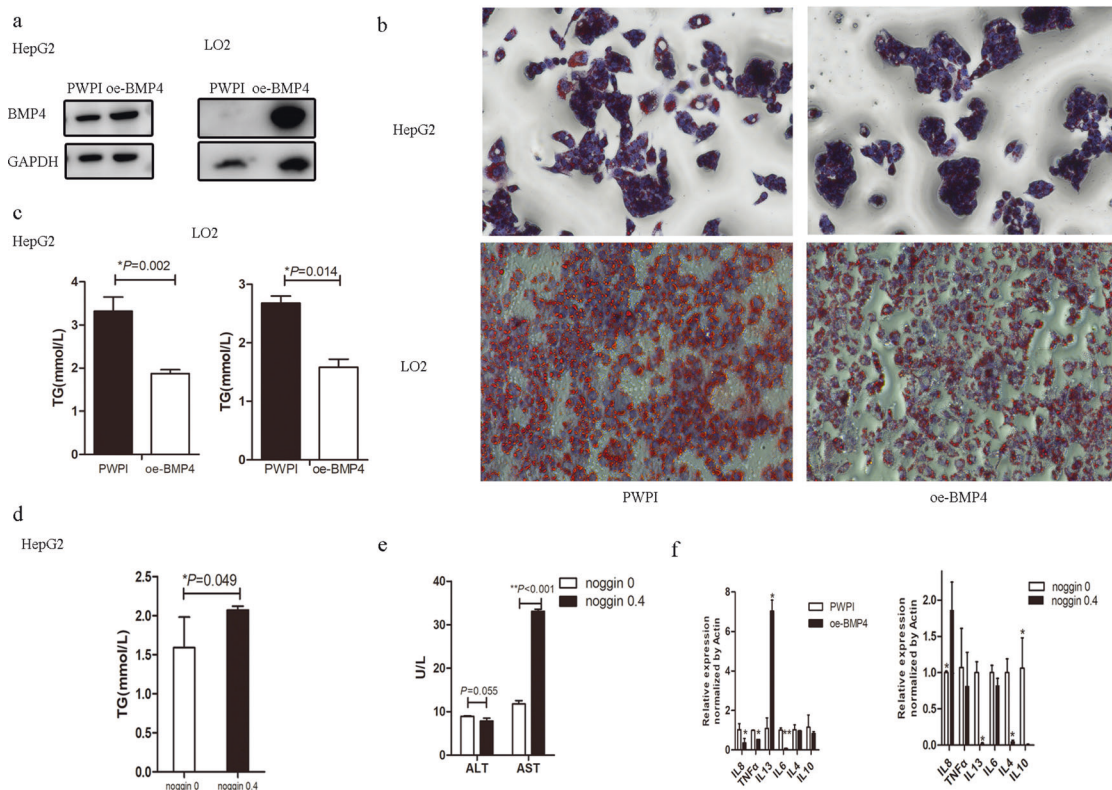 a
HepG2
LO2
PWPI oe-BMP4
PWPI oe-BMP4
BMP4
GAPDH
b
HepG2
LO2
PWPI
oe-BMP4
c
HepG2
LO2
*P=0.002
TG(mmol/L)
4
3
2
1
0
PWPI
oe-BMP4
*P=0.014
TG(mmol/L)
3
2
1
0
PWPI
oe-BMP4
d
HepG2
*P=0.049
TG(mmol/L)
2.5
2.0
1.5
1.0
0.5
0.0
noggin 0
noggin 0.4
e
noggin 0
noggin 0.4
**P<0.001
P=0.055
U/L
40
30
20
10
0
ALT
AST
f
PWPI
oe-BMP4
Relative expression
normalized by Actin
8
6
4
2
0
*
*
*
**
IL8
TNFα
IL13
IL6
IL4
IL10
noggin 0
noggin 0.4
Relative expression
normalized by Actin
2.0
1.5
1.0
0.5
0.0
*
*
*
*
IL8
TNFα
IL13
IL6
IL4
IL10